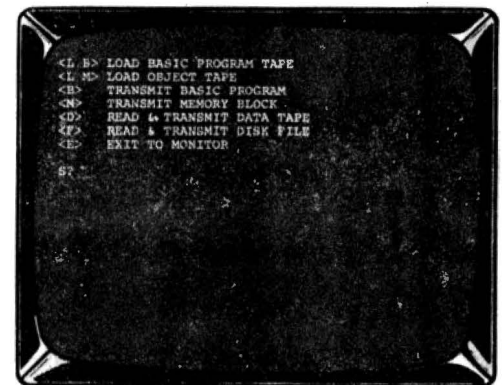 <L B> LOAD BASIC PROGRAM TAPE
<L M> LOAD OBJECT TAPE
<B> TRANSMIT BASIC PROGRAM
<M> TRANSMIT MEMORY BLOCK
<D> READ & TRANSMIT DATA TAPE
<F> READ & TRANSMIT DISK FILE
<E> EXIT TO MONITOR
S?